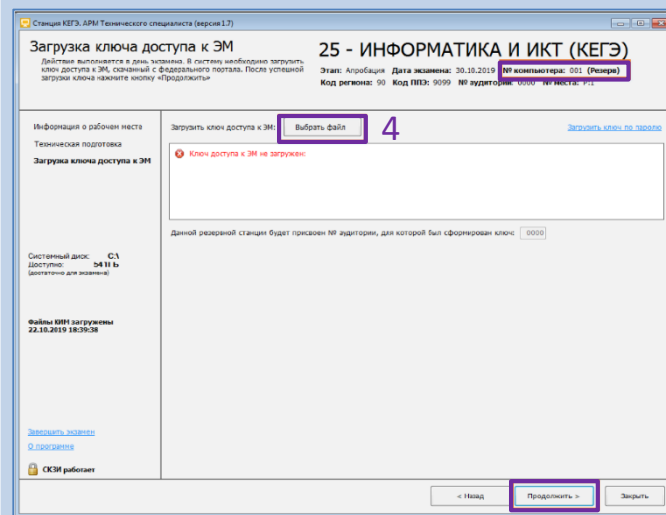 Станция КЕГЭ. АРМ Технического специалиста (версия 1.7)
Загрузка ключа доступа к ЭМ
Действие выполняется в день экзамена. В систему необходимо загрузить
ключ доступа к ЭМ, скачанный с федерального портала. После успешной
загрузки ключа нажмите кнопку «Продолжить»
25 - ИНФОРМАТИКА И ИКТ (КЕГЭ)
Этап: Апробация Дата экзамена: 30.10.2019 № компьютера: 001 (Резерв)
Код региона: 90 Код ППЭ: 9099 № аудитории: 0000 № места: Р:1
Информация о рабочем месте
Техническая подготовка
Загрузка ключа доступа к ЭМ
Загрузить ключ доступа к ЭМ: Выбрать файл 4 Загрузить ключ по паролю
Ключ доступа к ЭМ не загружен:
Данной резервной станции будет присвоен № аудитории, для которой был сформирован ключ: 0000
Системный диск: C:\
Доступно: 541ГБ
(достаточно для экзамена)
Файлы КИМ загружены
22.10.2019 18:39:38
Завершить экзамен
О программе
СКЗИ работает
< Назад Продолжить > Закрыть